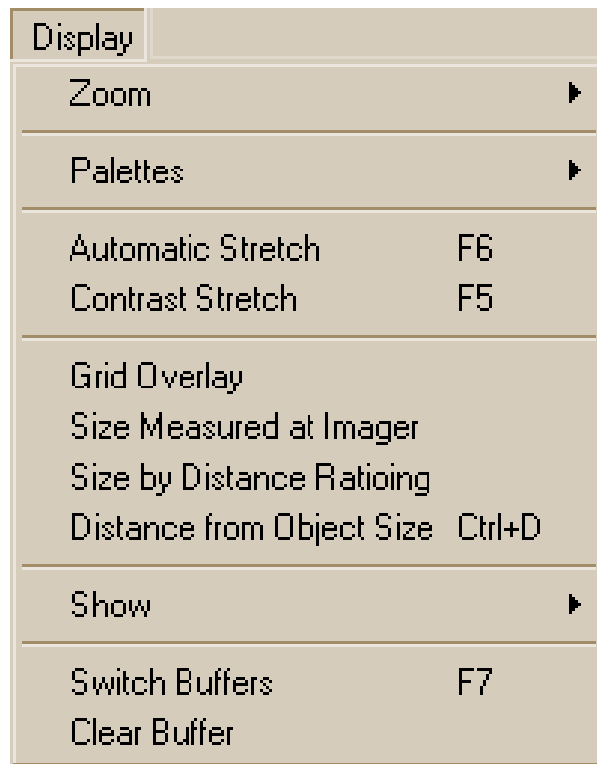 Display
Zoom
Palettes
Automatic Stretch F6
Contrast Stretch F5
Grid Overlay
Size Measured at Imager
Size by Distance Ratioing
Distance from Object Size Ctrl+D
Show
Switch Buffers F7
Clear Buffer